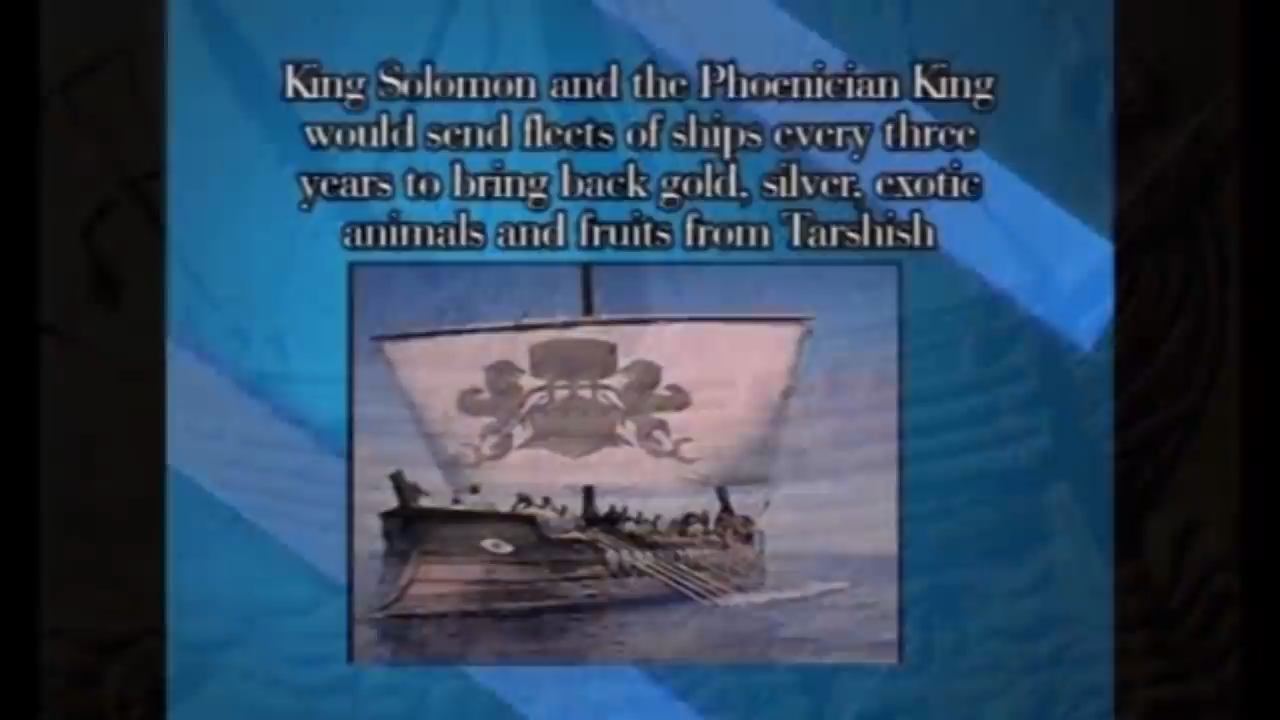 King Solomon and the Phoenician King
would send fleets of ships every three
years to bring back gold, silver, exotic
animals and fruits from Tarshish